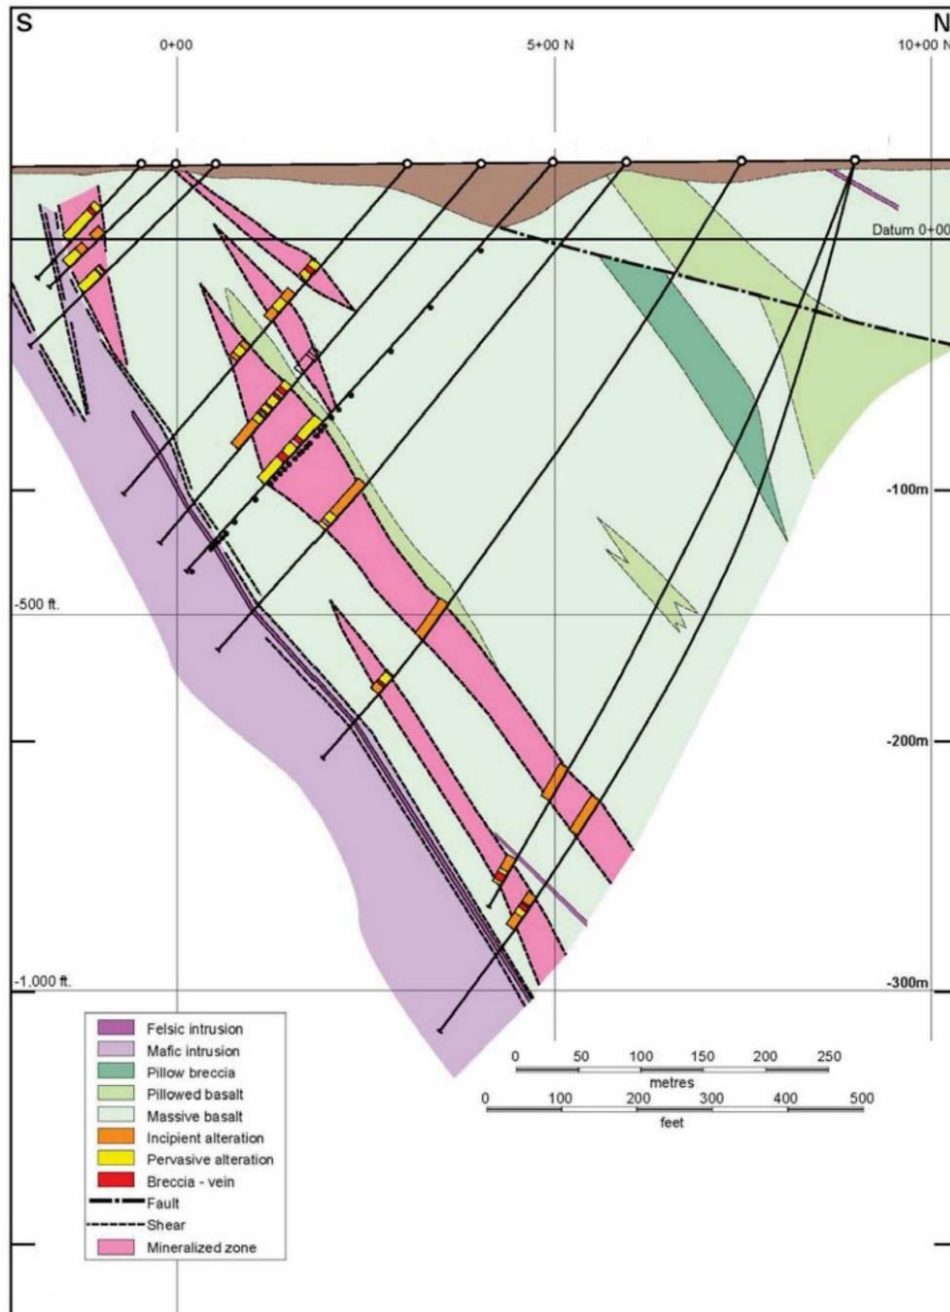 S
N
0+00
5+00 N
10+00 N
Datum 0+00
-100m
-500 ft.
-200m
-1,000 ft.
-300m
Felsic intrusion
Mafic intrusion
Pillow breccia
Pillowed basalt
Massive basalt
Incipient alteration
Pervasive alteration
Breccia - vein
Fault
Shear
Mineralized zone
0 50 100 150 200 250
metres
0 100 200 300 400 500
feet